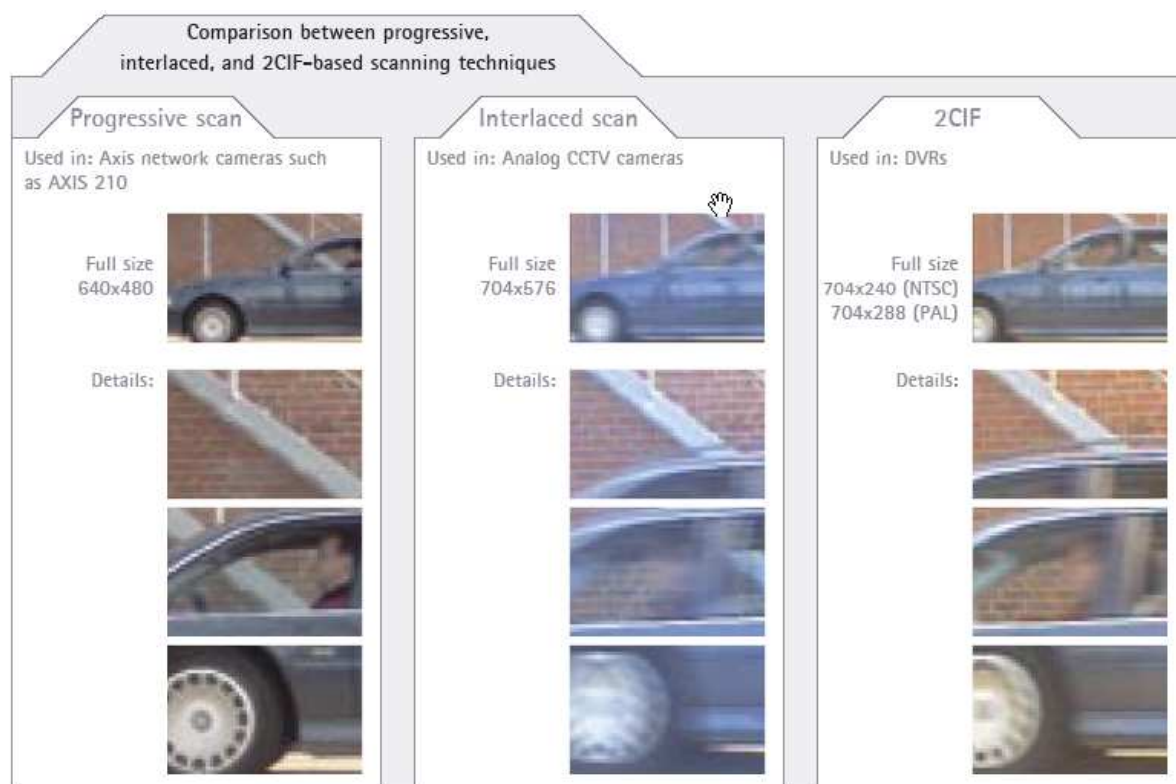 Comparison between progressive,
interlaced, and 2CIF-based scanning techniques
Progressive scan
Used in: Axis network cameras such
as AXIS 210
Full size
640x480
Details:
Interlaced scan
Used in: Analog CCTV cameras
Full size
704x576
Details:
2CIF
Used in: DVRs
Full size
704x240 (NTSC)
704x288 (PAL)
Details: